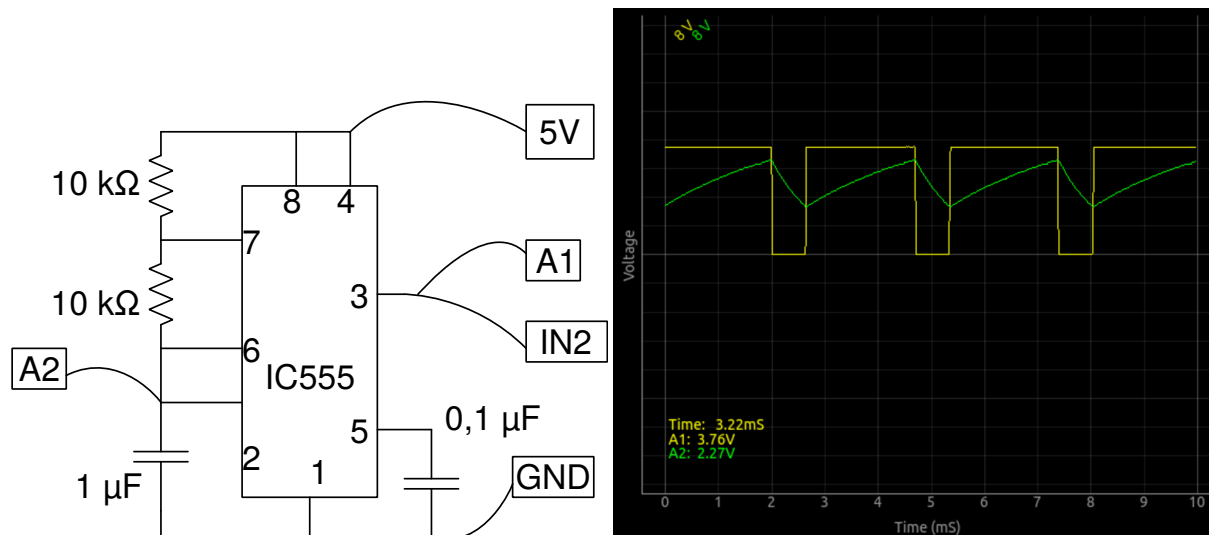 5V
10 kΩ
8
4
7
A1
10 kΩ
3
IN2
6
A2
IC555
0,1 µF
5
2
1
1 µF
GND
8 V
8 V
Voltage
Time: 3.22mS
A1: 3.76V
A2: 2.27V
0 1 2 3 4 5 6 7 8 9 10
Time (mS)